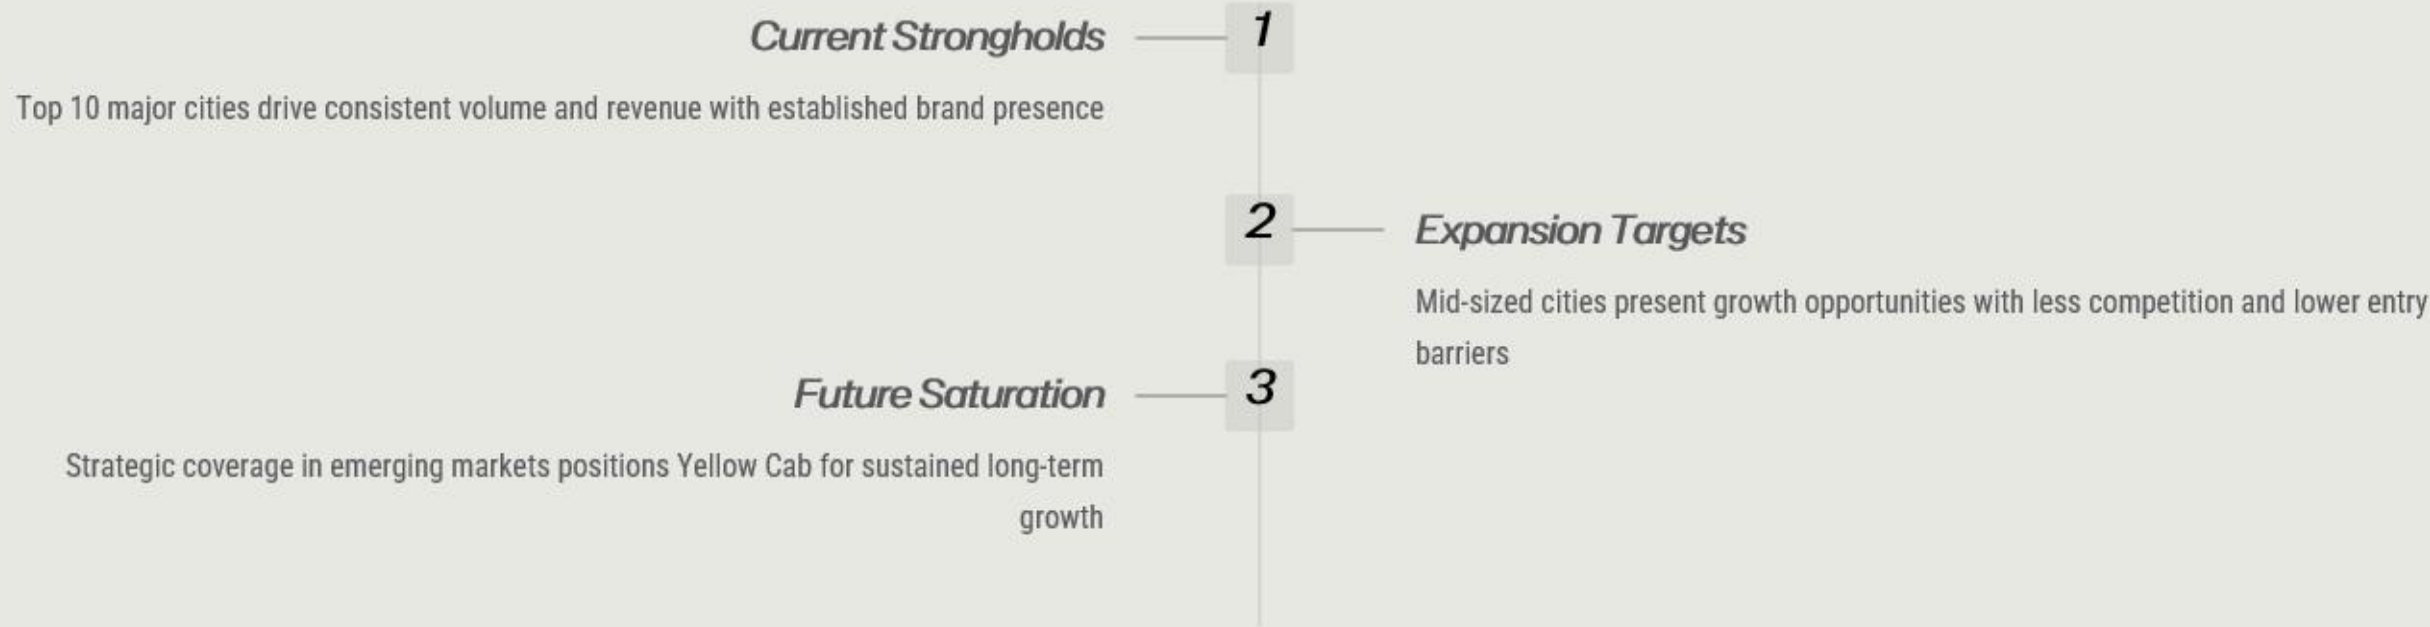 Current Strongholds
1
Top 10 major cities drive consistent volume and revenue with established brand presence
2
Expansion Targets
Mid-sized cities present growth opportunities with less competition and lower entry
barriers
Future Saturation
3
Strategic coverage in emerging markets positions Yellow Cab for sustained long-term
growth